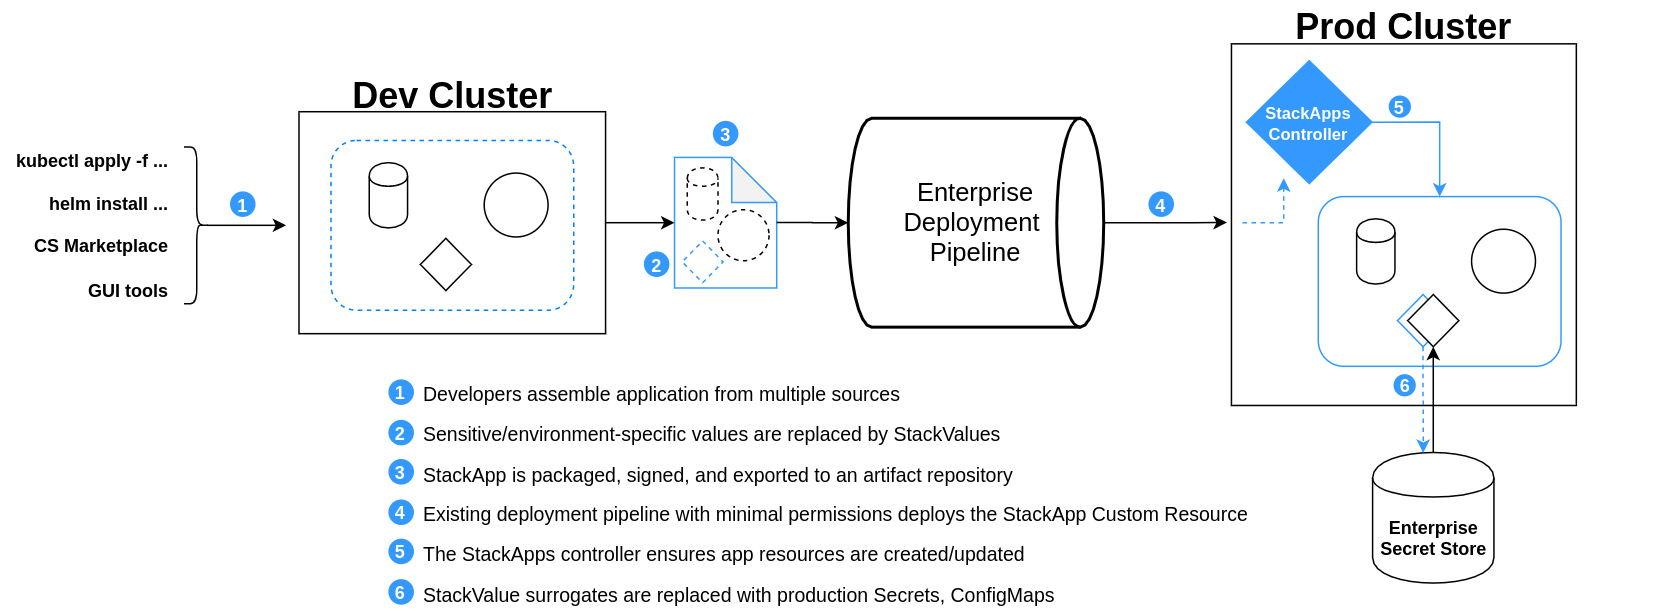 Prod Cluster
Dev Cluster
StackApps
Controller
5
3
kubectl apply -f ...
helm install ...
CS Marketplace
GUI tools
1
2
Enterprise
Deployment
Pipeline
4
6
Enterprise
Secret Store
1 Developers assemble application from multiple sources
2 Sensitive/environment-specific values are replaced by StackValues
3 StackApp is packaged, signed, and exported to an artifact repository
4 Existing deployment pipeline with minimal permissions deploys the StackApp Custom Resource
5 The StackApps controller ensures app resources are created/updated
6 StackValue surrogates are replaced with production Secrets, ConfigMaps